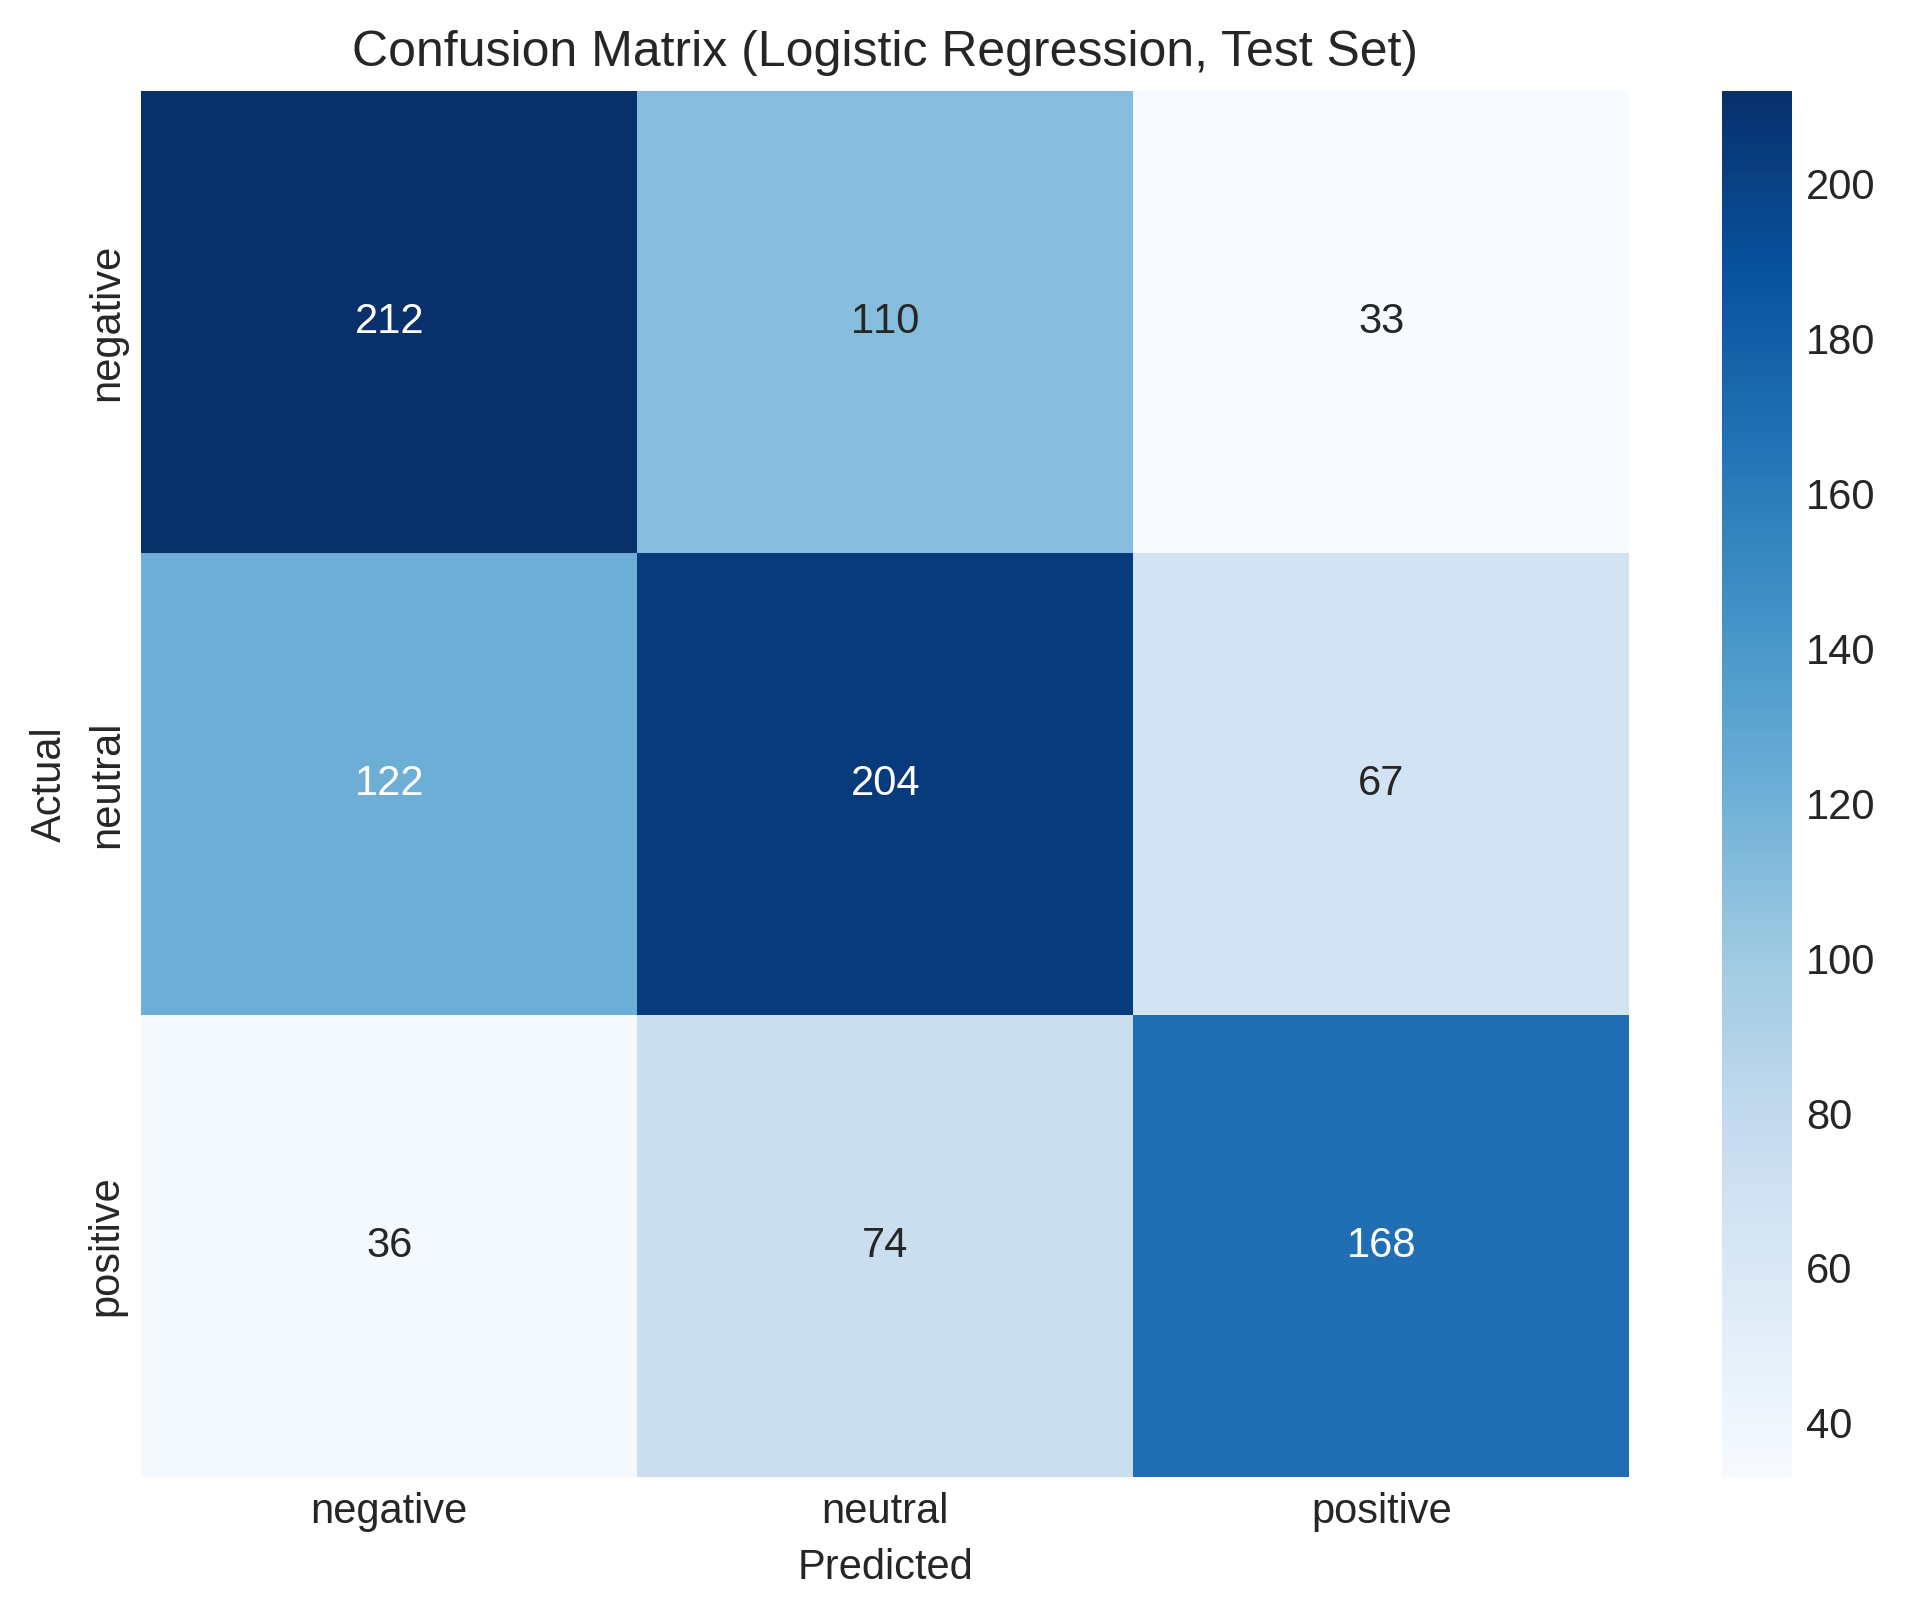 Confusion Matrix (Logistic Regression, Test Set)
Actual
negative
212 110 33
neutral
122 204 67
positive
36 74 168
negative neutral positive
Predicted
200
180
160
140
120
100
80
60
40